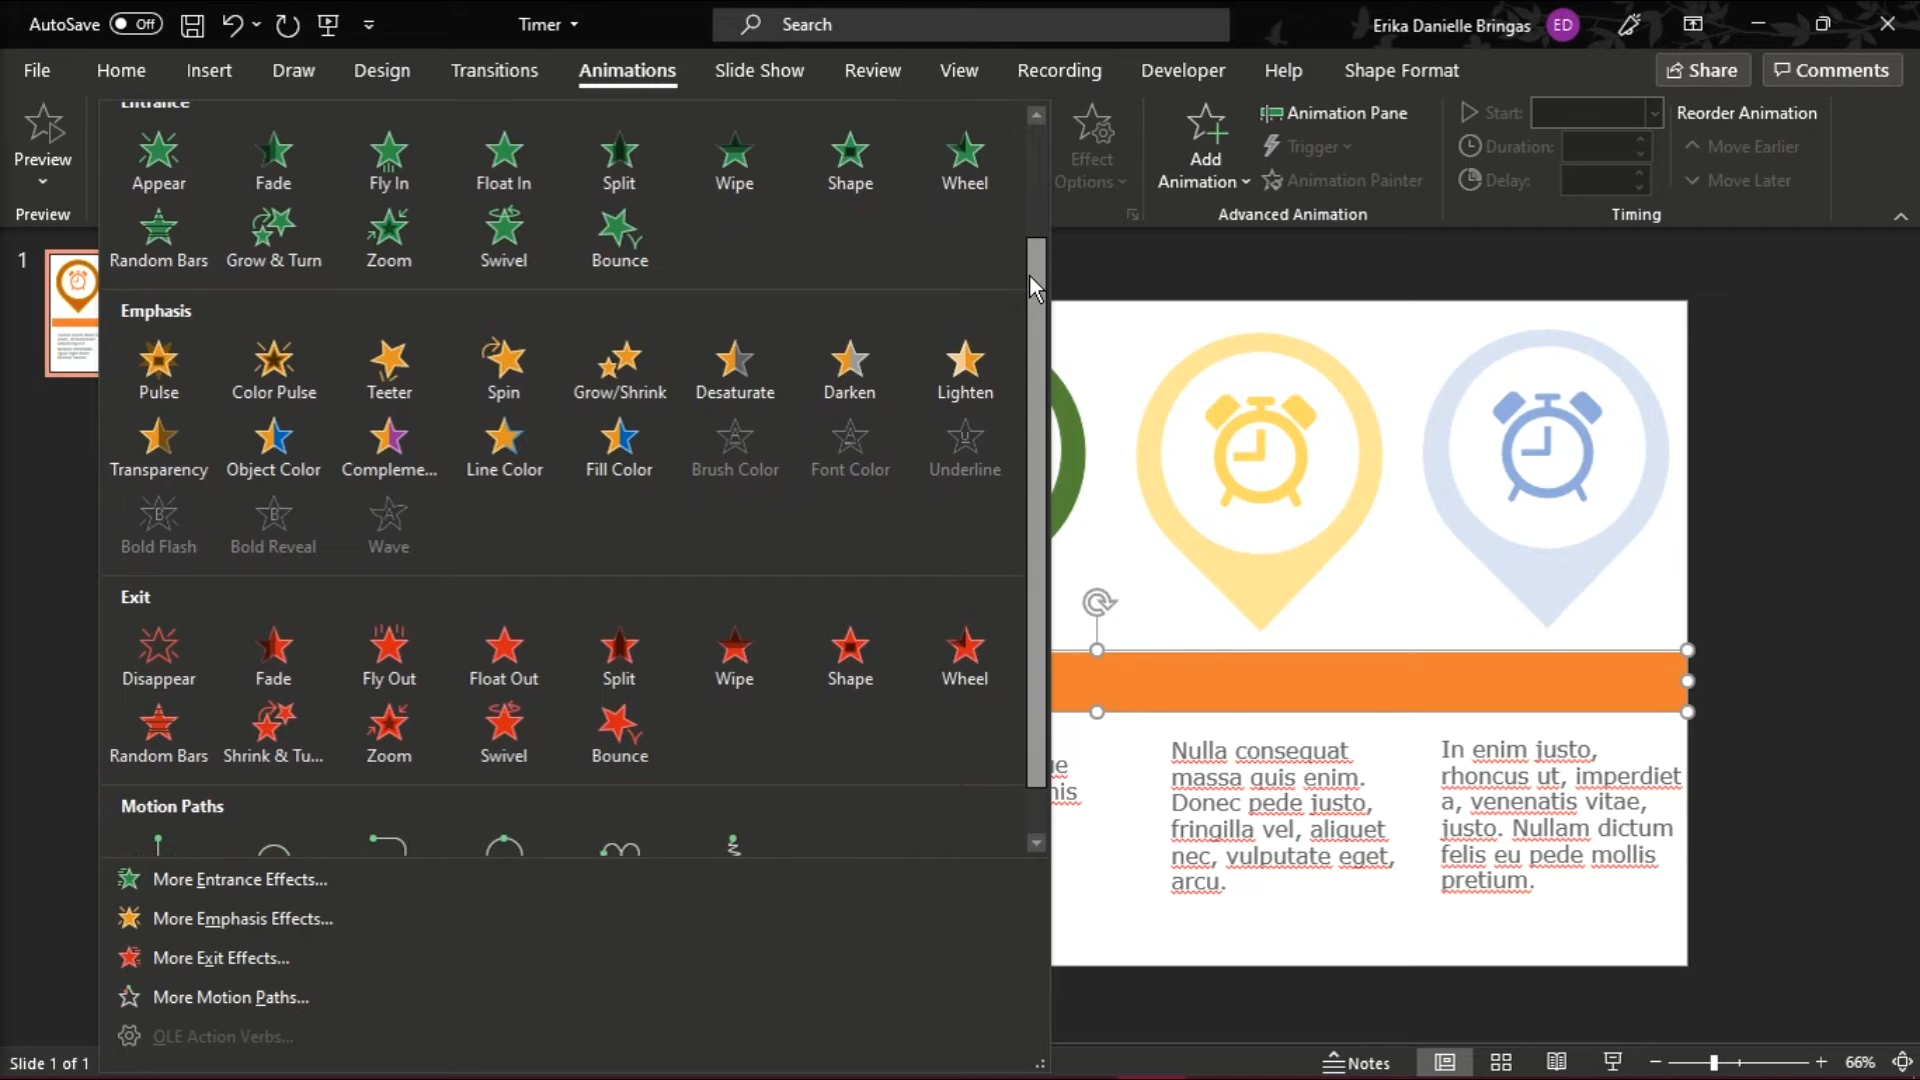 AutoSave Off
Timer
Search
Erika Danielle Bringas ED
File Home Insert Draw Design Transitions Animations Slide Show Review View Recording Developer Help Shape Format
Share Comments
Preview
Preview
Entrance
Appear Fade Fly In Float In Split Wipe Shape Wheel
Random Bars Grow & Turn Zoom Swivel Bounce
Emphasis
Pulse Color Pulse Teeter Spin Grow/Shrink Desaturate Darken Lighten
Transparency Object Color Compleme... Line Color Fill Color Brush Color Font Color Underline
Bold Flash Bold Reveal Wave
Exit
Disappear Fade Fly Out Float Out Split Wipe Shape Wheel
Random Bars Shrink & Tu... Zoom Swivel Bounce
Motion Paths
More Entrance Effects...
More Emphasis Effects...
More Exit Effects...
More Motion Paths...
OLE Action Verbs...
Effect
Options
Add
Animation
Animation Pane
Trigger
Animation Painter
Advanced Animation
Start:
Duration:
Delay:
Reorder Animation
Move Earlier
Move Later
Timing
1
Nulla consequat
massa quis enim.
Donec pede justo,
fringilla vel, aliquet
nec, vulputate eget,
arcu.
In enim justo,
rhoncus ut, imperdiet
a, venenatis vitae,
justo. Nullam dictum
felis eu pede mollis
pretium.
Slide 1 of 1
Notes
66%